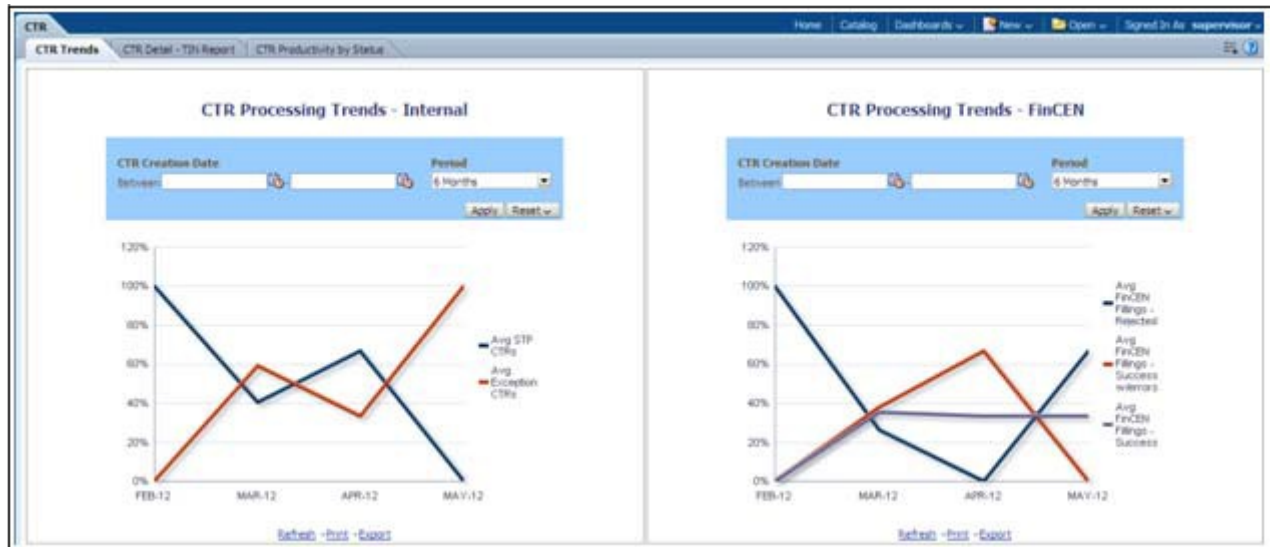 CTR
Home Catalog Dashboards New Open Signed In As supervisor
CTR Trends CTR Detail - TIN Report CTR Productivity by Status
CTR Processing Trends - Internal
CTR Creation Date Period
Between 6 Months
Apply Reset
120%
100%
80%
60%
40%
20%
0%
FEB-12 MAR-12 APR-12 MAY-12
Avg STP
CTRs
Avg
Exception
CTRs
Refresh - Print - Export
CTR Processing Trends - FinCEN
CTR Creation Date Period
Between 6 Months
Apply Reset
120%
100%
80%
60%
40%
20%
0%
FEB-12 MAR-12 APR-12 MAY-12
Avg
FinCEN
Fillings -
Rejected
Avg
FinCEN
Fillings -
Success
w/errors
Avg
FinCEN
Fillings -
Success
Refresh - Print - Export